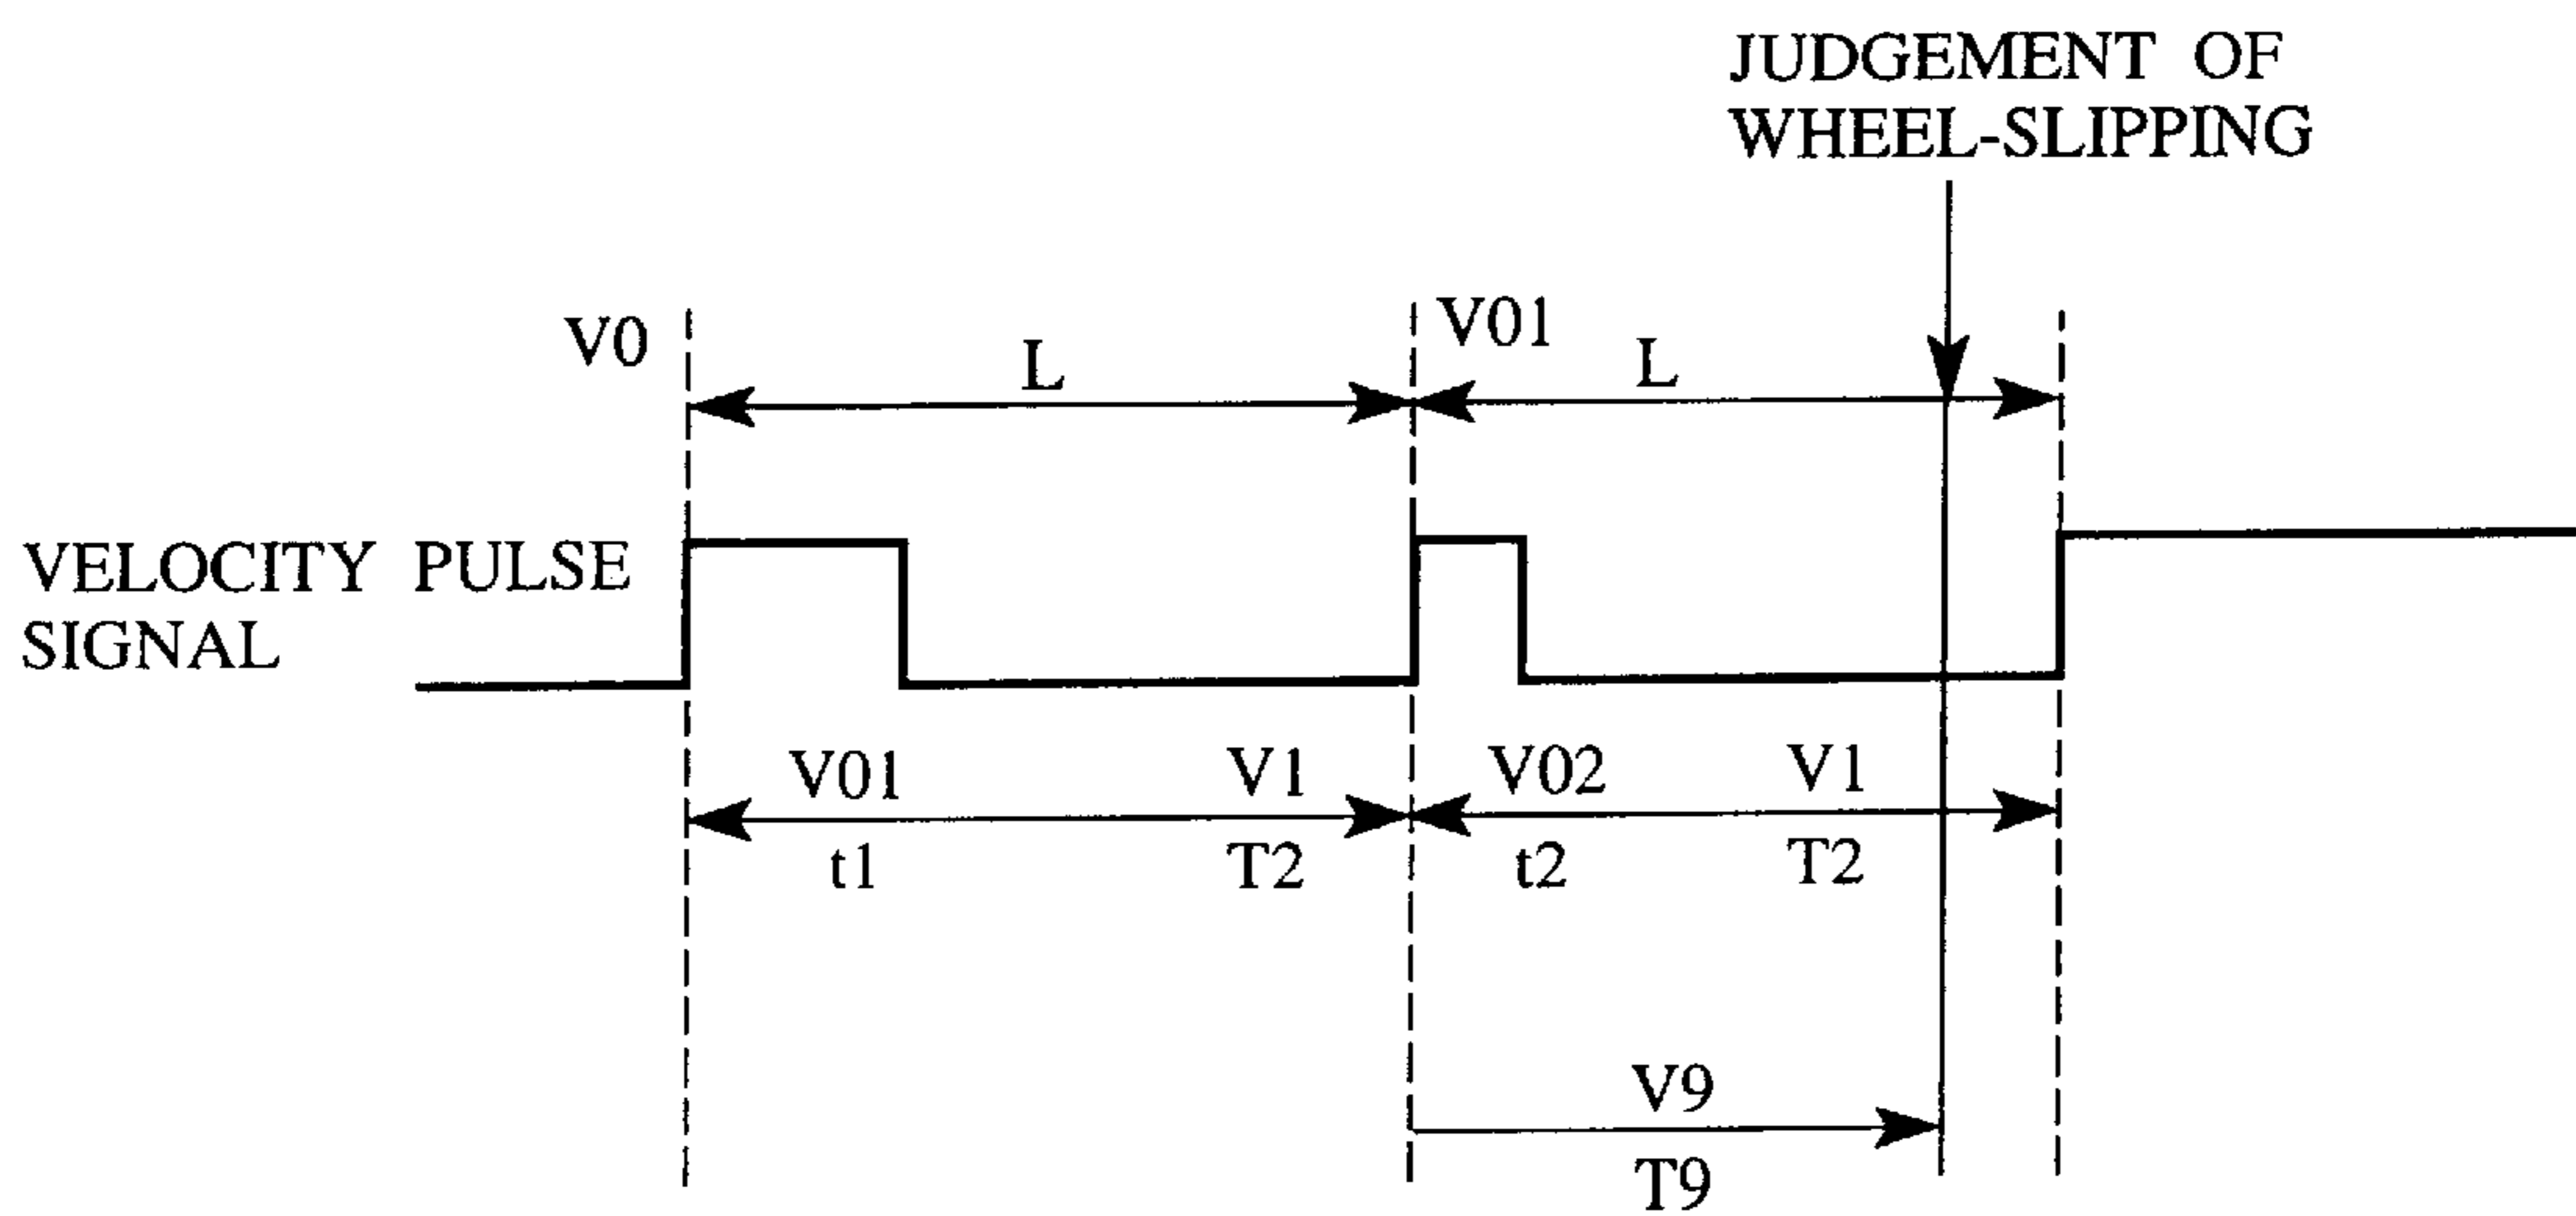 JUDGEMENT OF
WHEEL-SLIPPING
V0
L
V01
L
VELOCITY PULSE
SIGNAL
V01
V1
V02
V1
t1
T2
t2
T2
V9
T9